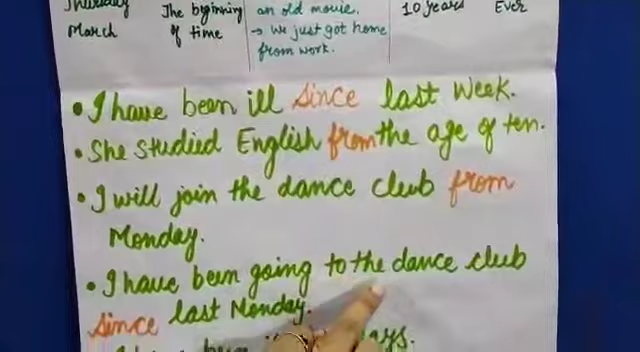 Thursday The beginning an old movie. 10 years Ever
March of time → We just got home
from work.
• I have been ill since last week.
• She studied English from the age of ten.
• I will join the dance club from
Monday.
• I have been going to the dance club
since last Monday.